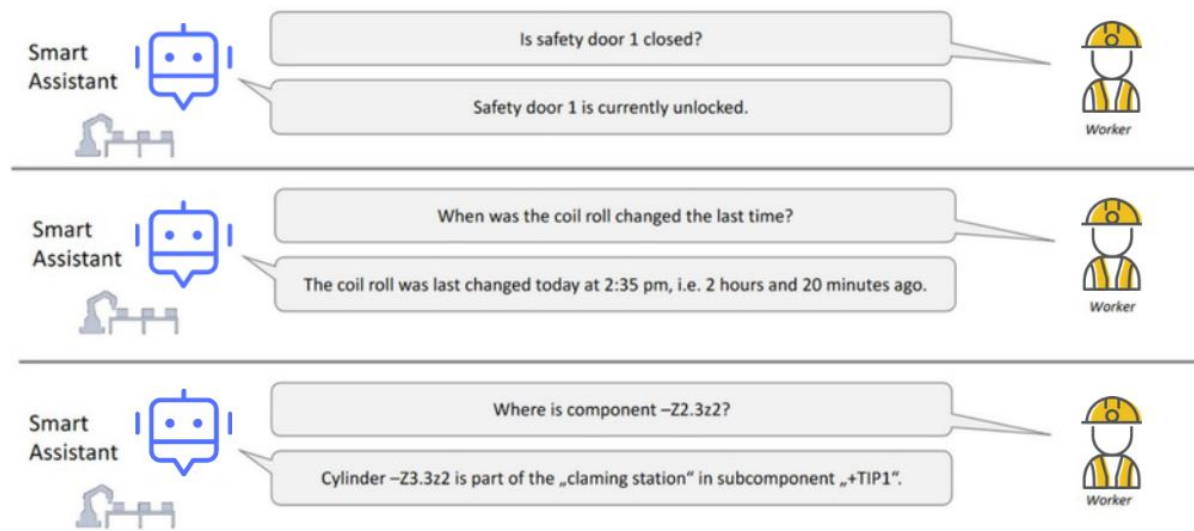 Is safety door 1 closed?
Smart
Assistant
Safety door 1 is currently unlocked.
Worker
When was the coil roll changed the last time?
Smart
Assistant
The coil roll was last changed today at 2:35 pm, i.e. 2 hours and 20 minutes ago.
Worker
Where is component –Z2.3z2?
Smart
Assistant
Cylinder –Z3.3z2 is part of the „claming station“ in subcomponent „+TIP1“.
Worker